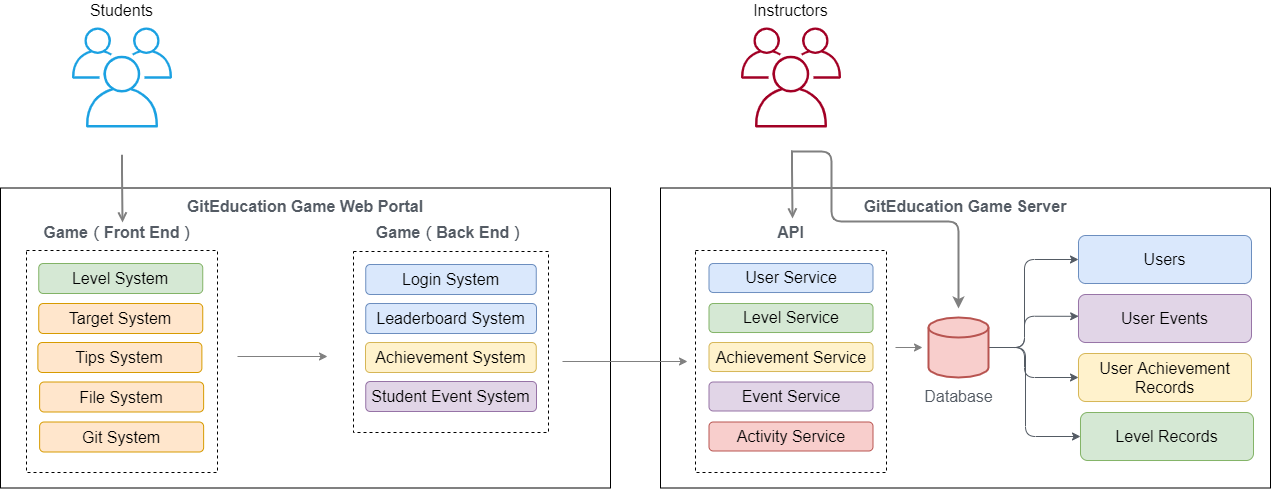 Students
Instructors
GitEducation Game Web Portal
Game ( Front End )
Level System
Target System
Tips System
File System
Git System
Game ( Back End )
Login System
Leaderboard System
Achievement System
Student Event System
GitEducation Game Server
API
User Service
Level Service
Achievement Service
Event Service
Activity Service
Database
Users
User Events
User Achievement
Records
Level Records